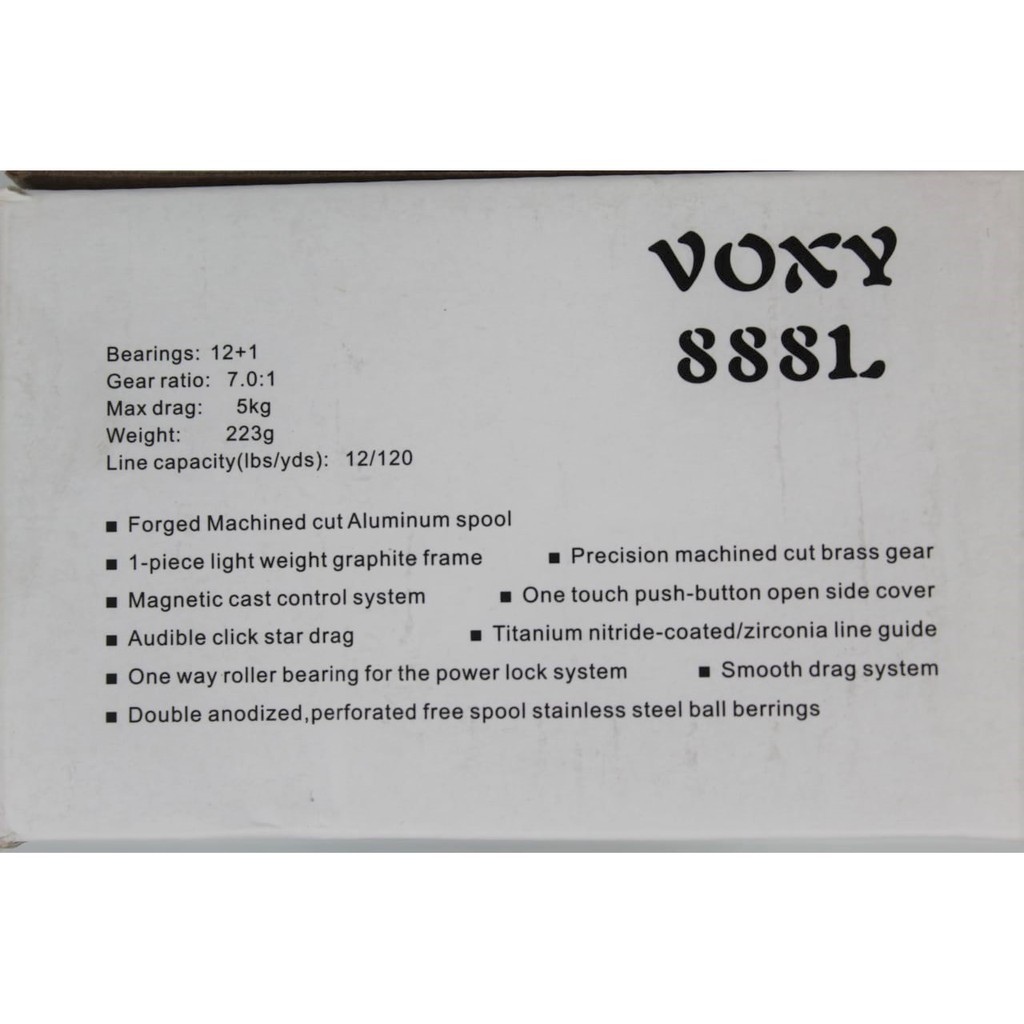 VOXY
888L
Bearings: 12+1
Gear ratio: 7.0:1
Max drag: 5kg
Weight: 223g
Line capacity(lbs/yds): 12/120
■ Forged Machined cut Aluminum spool
■ 1-piece light weight graphite frame ■ Precision machined cut brass gear
■ Magnetic cast control system ■ One touch push-button open side cover
■ Audible click star drag ■ Titanium nitride-coated/zirconia line guide
■ One way roller bearing for the power lock system ■ Smooth drag system
■ Double anodized,perforated free spool stainless steel ball berrings